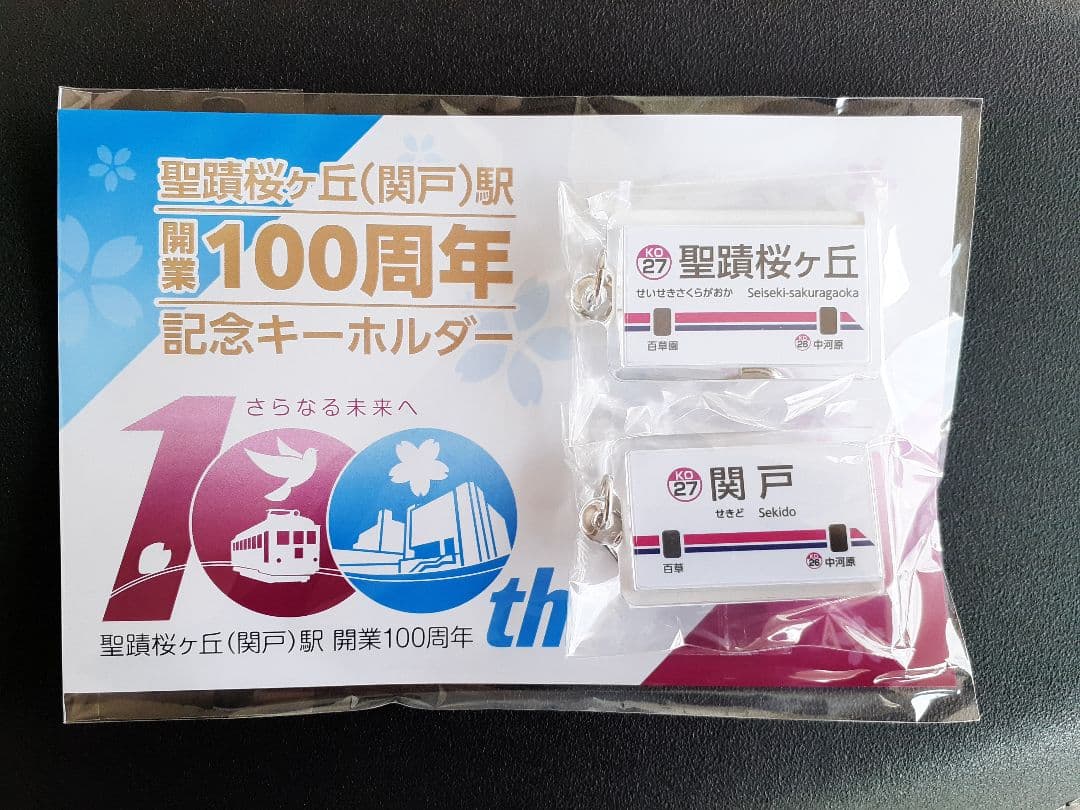 聖蹟桜ヶ丘(関戸)駅
開業100周年
記念キーホルダー
さらなる未来へ
100th
聖蹟桜ヶ丘(関戸)駅 開業100周年
KO
27
聖蹟桜ヶ丘
せいせきさくらがおか Seiseki-sakuragaoka
百草園
KO
26
中河原
KO
27
関戸
せきど Sekido
百草
KO
26
中河原